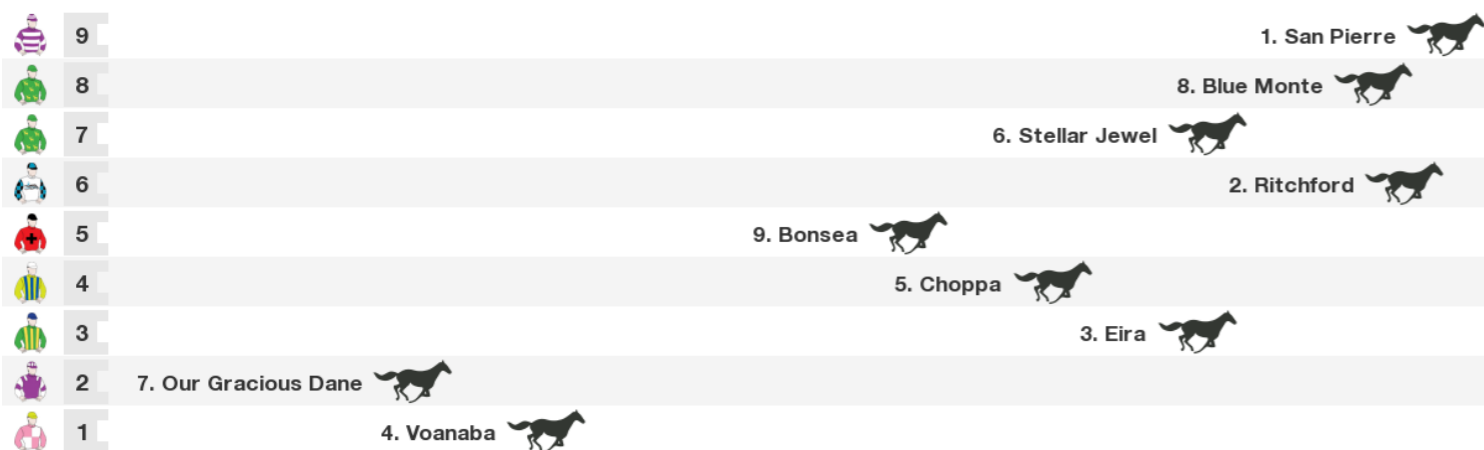 9 1. San Pierre
8 8. Blue Monte
7 6. Stellar Jewel
6 2. Ritchford
5 9. Bonsea
4 5. Choppa
3 3. Eira
2 7. Our Gracious Dane
1 4. Voanaba